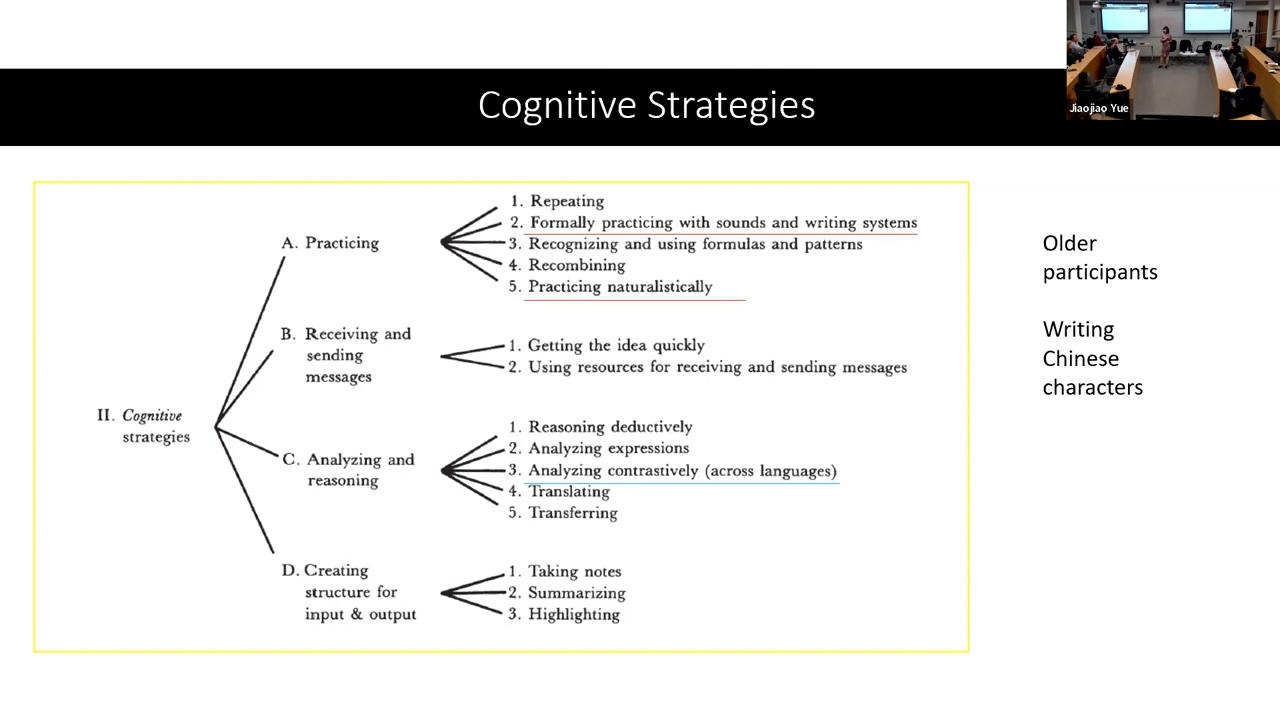 Jiaojiao Yue
Cognitive Strategies
II. Cognitive
strategies
A. Practicing
1. Repeating
2. Formally practicing with sounds and writing systems
3. Recognizing and using formulas and patterns
4. Recombining
5. Practicing naturalistically
B. Receiving and
sending
messages
1. Getting the idea quickly
2. Using resources for receiving and sending messages
C. Analyzing and
reasoning
1. Reasoning deductively
2. Analyzing expressions
3. Analyzing contrastively (across languages)
4. Translating
5. Transferring
D. Creating
structure for
input & output
1. Taking notes
2. Summarizing
3. Highlighting
Older
participants
Writing
Chinese
characters